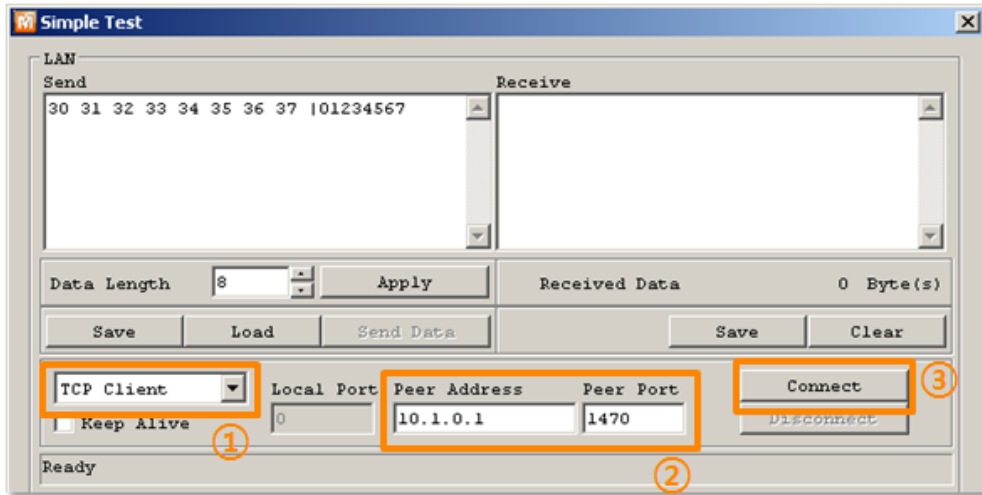 Simple Test
LAN
Send
Receive
30 31 32 33 34 35 36 37 |01234567
Data Length 8 Apply Received Data 0 Byte(s)
Save Load Send Data Save Clear
TCP Client Local Port Peer Address Peer Port Connect ③
Keep Alive 0 10.1.0.1 1470 Disconnect
① ②
Ready